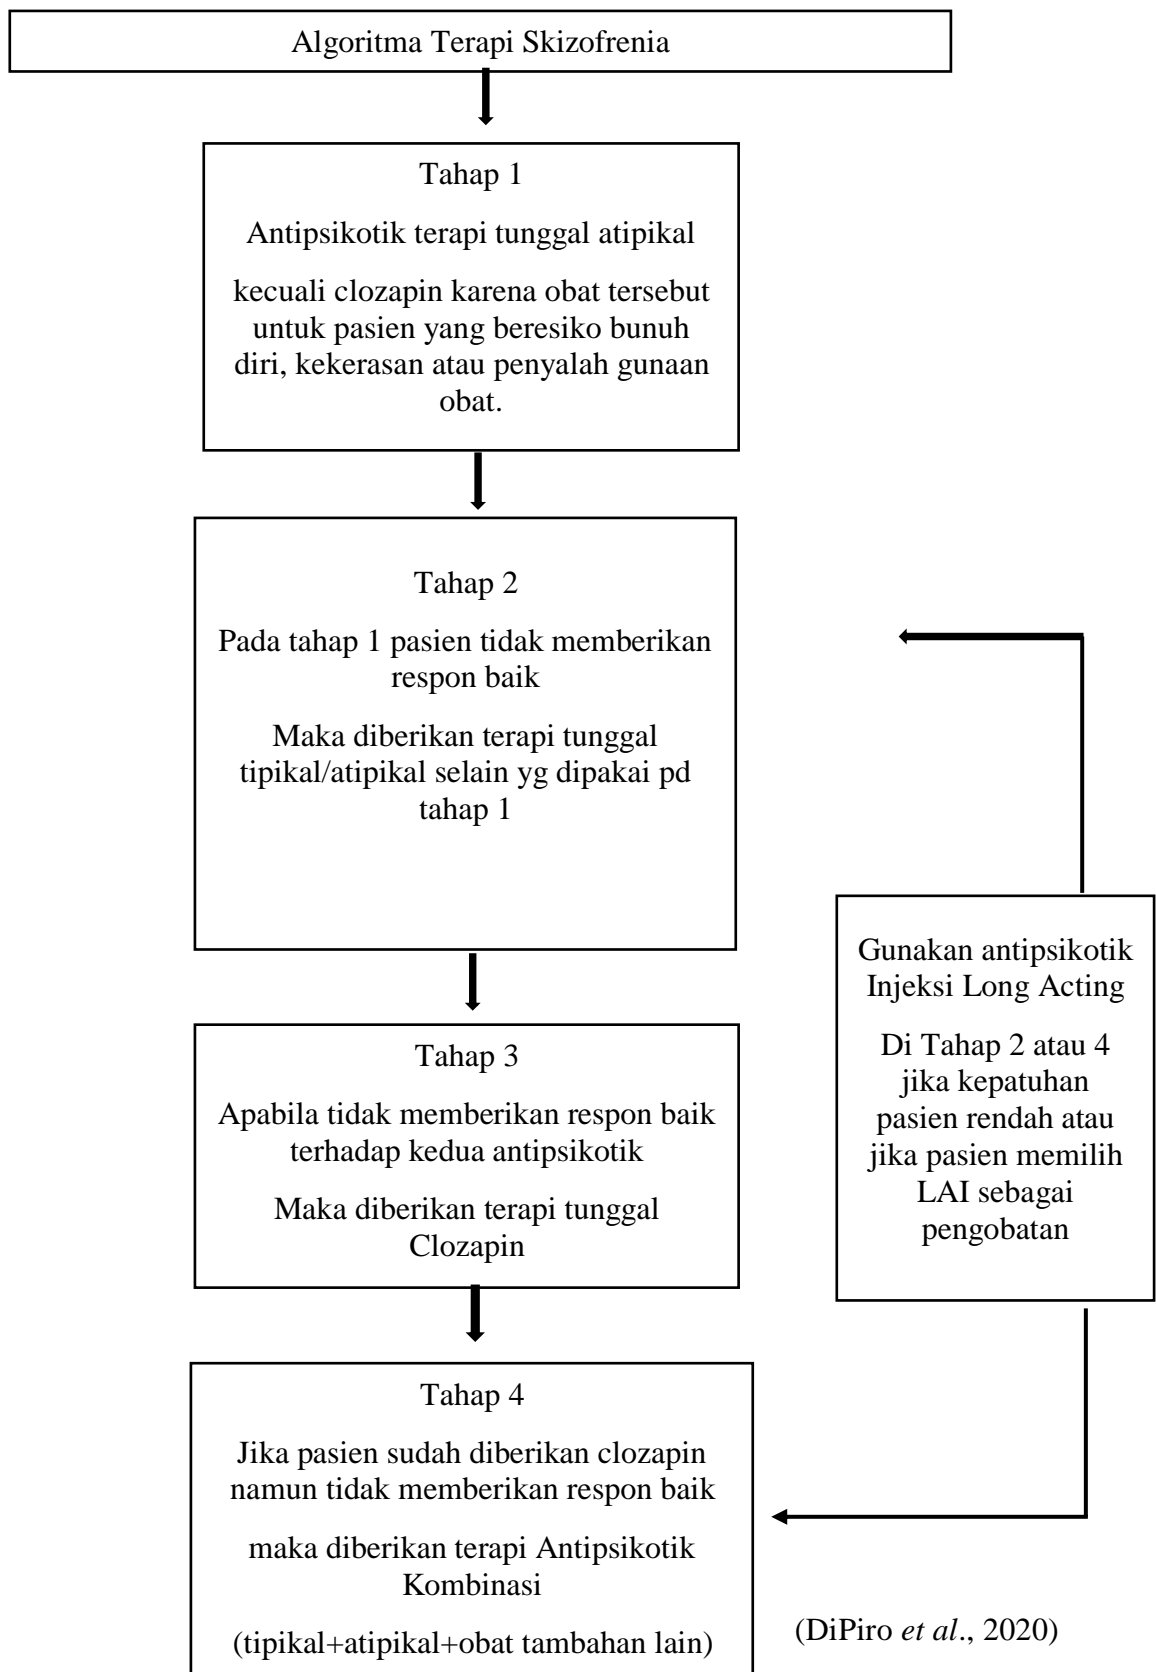 Algoritma Terapi Skizofrenia
Tahap 1
Antipsikotik terapi tunggal atipikal
kecuali clozapin karena obat tersebut
untuk pasien yang beresiko bunuh
diri, kekerasan atau penyalah gunaan
obat.
Tahap 2
Pada tahap 1 pasien tidak memberikan
respon baik
Maka diberikan terapi tunggal
tipikal/atipikal selain yg dipakai pd
tahap 1
Gunakan antipsikotik
Injeksi Long Acting
Di Tahap 2 atau 4
jika kepatuhan
pasien rendah atau
jika pasien memilih
LAI sebagai
pengobatan
Tahap 3
Apabila tidak memberikan respon baik
terhadap kedua antipsikotik
Maka diberikan terapi tunggal
Clozapin
Tahap 4
Jika pasien sudah diberikan clozapin
namun tidak memberikan respon baik
maka diberikan terapi Antipsikotik
Kombinasi
(tipikal+atipikal+obat tambahan lain)
(DiPiro et al., 2020)